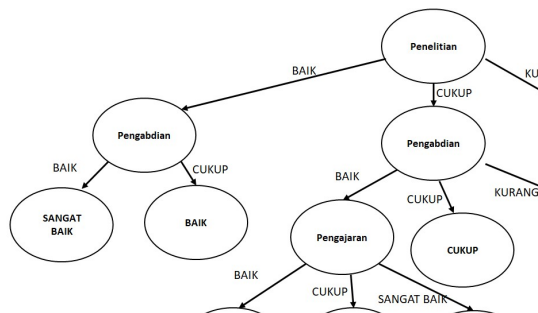 Penelitian
BAIK
CUKUP
KU
Pengabdian
Pengabdian
BAIK
CUKUP
BAIK
CUKUP
KURANG
SANGAT
BAIK
BAIK
Pengajaran
CUKUP
BAIK
CUKUP
SANGAT BAIK